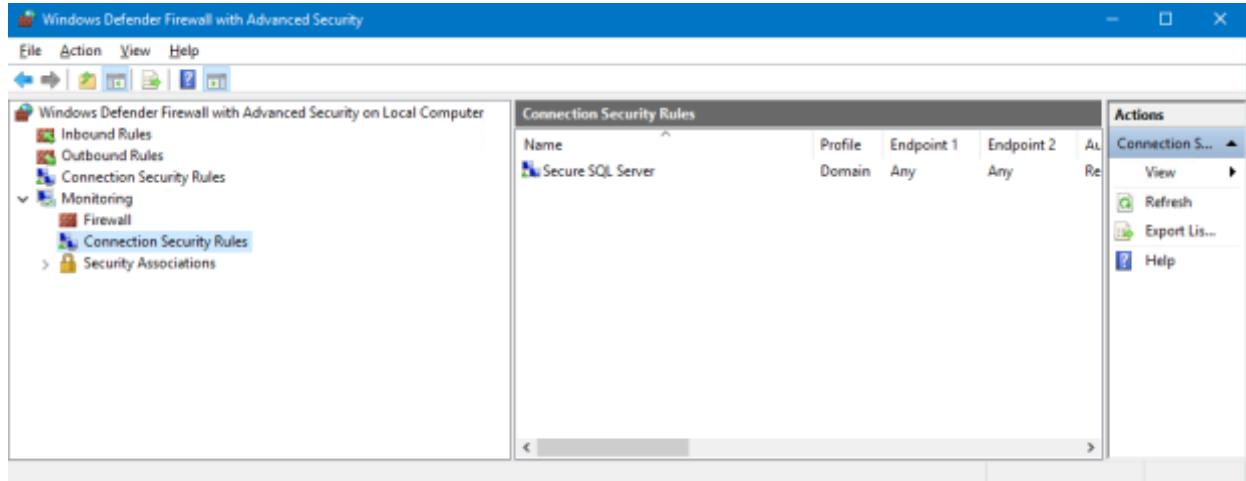 Windows Defender Firewall with Advanced Security
File Action View Help
Windows Defender Firewall with Advanced Security on Local Computer
Inbound Rules
Outbound Rules
Connection Security Rules
Monitoring
Firewall
Connection Security Rules
Security Associations
Connection Security Rules
Name Profile Endpoint 1 Endpoint 2 Au
Secure SQL Server Domain Any Any Re
Actions
Connection S...
View
Refresh
Export Lis...
Help